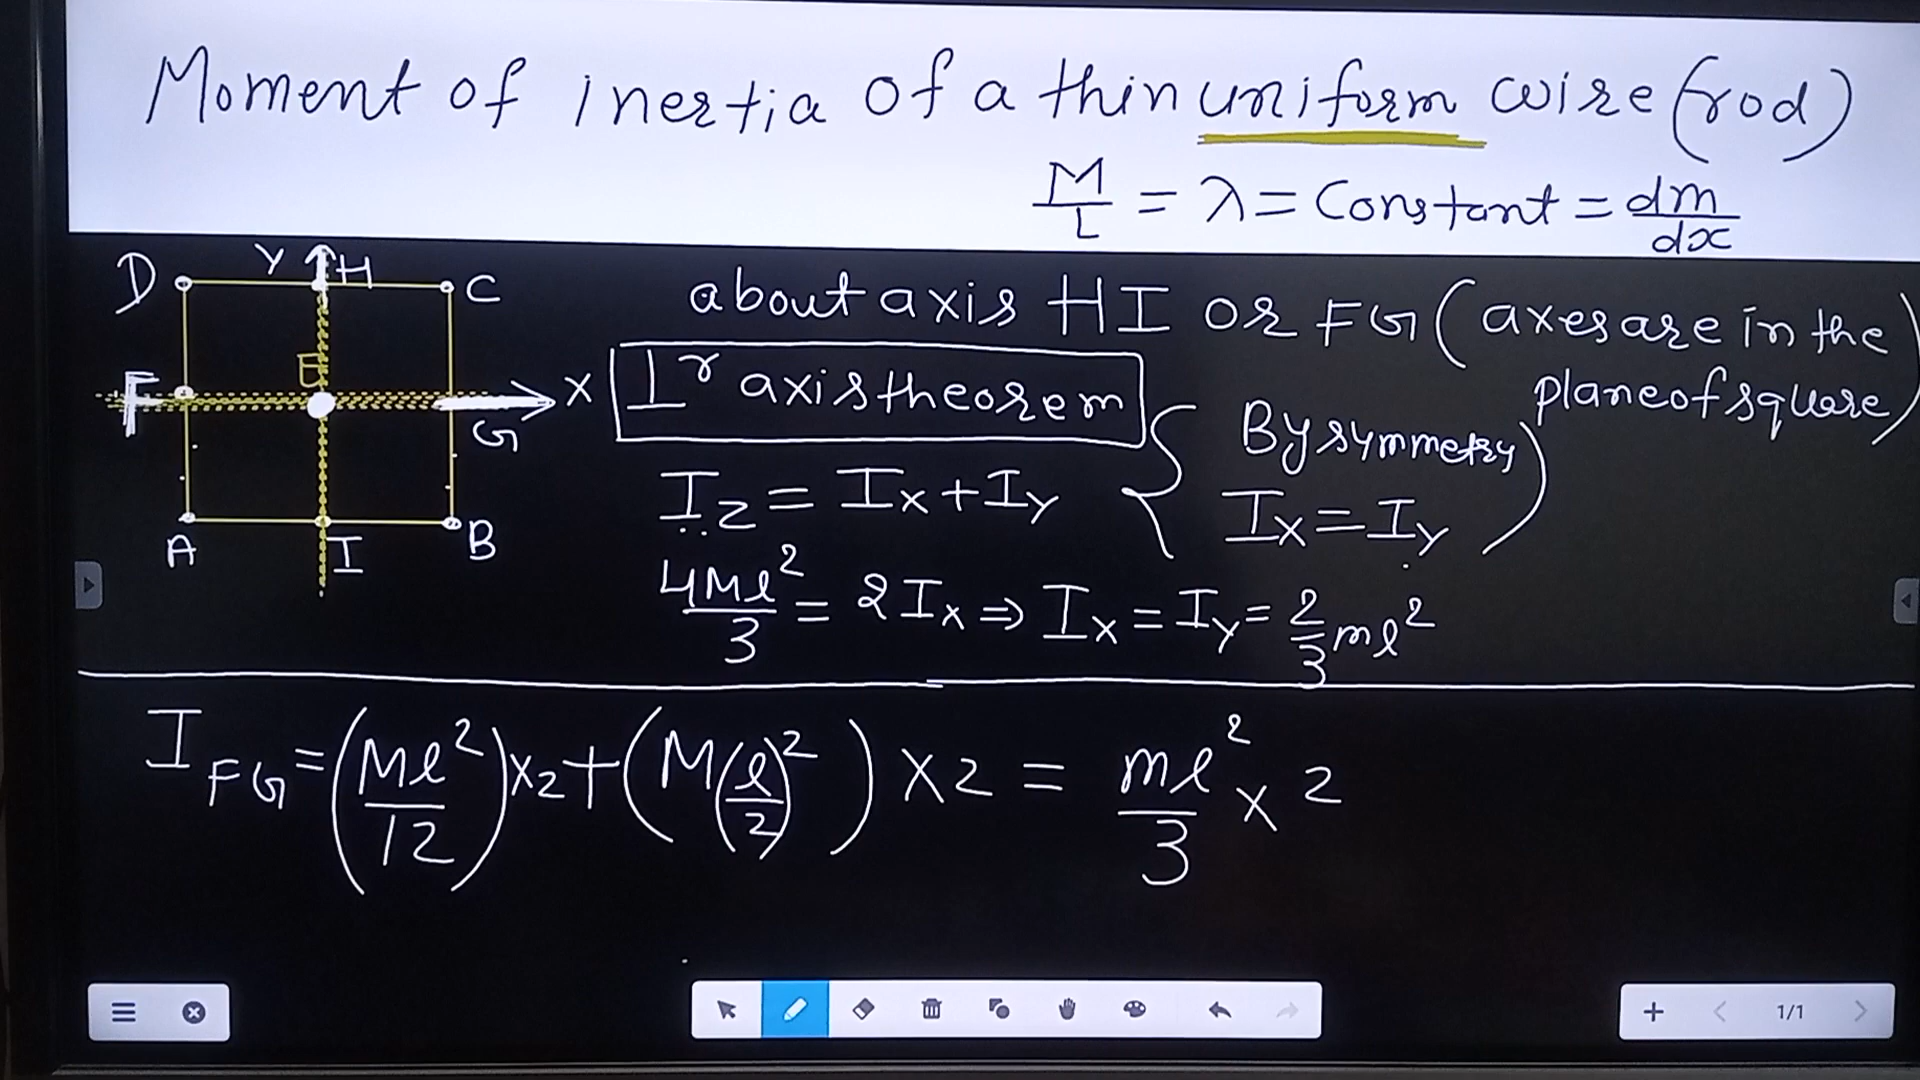 Moment of inertia of a thin uniform wire (rod)
M/L = λ = Constant = dm/dx
D Y H C
E
F X
G
A I B
about axis HI or FG (axes are in the plane of square)
Ir axis theorem
Iz = Ix + Iy
{ By symmetry
Ix = Iy )
4Ml²/3 = 2Ix ⇒ Ix = Iy = 2/3 ml²
I FG = (Ml²/12) x 2 + (M(l/2)²) x 2 = ml²/3 x 2
1/1